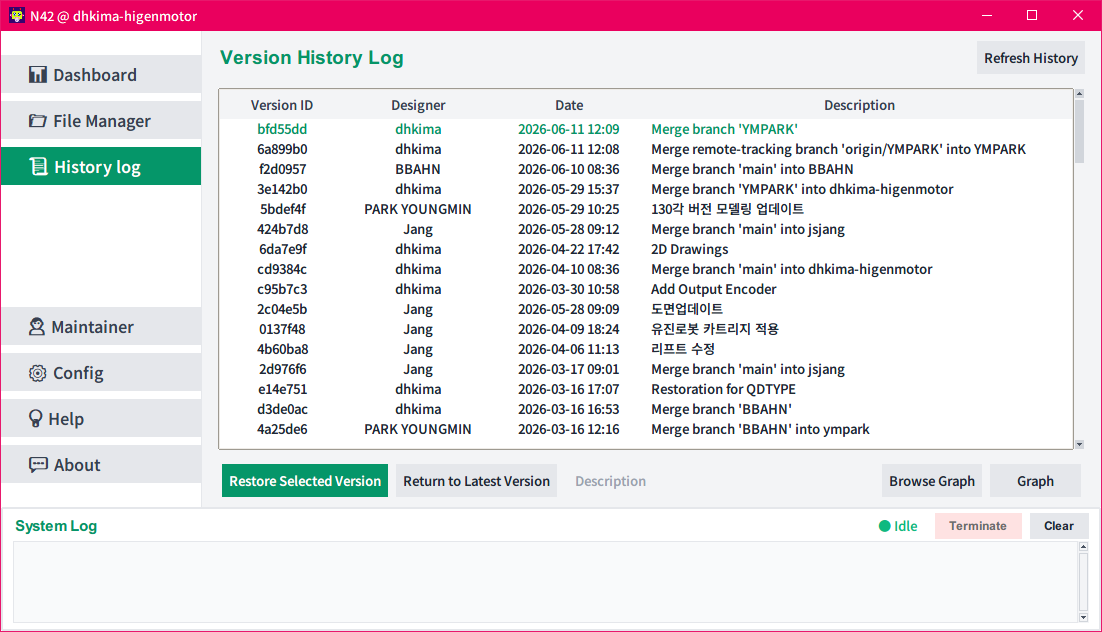 N42 @ dhkima-higenmotor
Dashboard
File Manager
History log
Maintainer
Config
Help
About
Version History Log
Refresh History
Version ID Designer Date Description
bfd55dd dhkima 2026-06-11 12:09 Merge branch 'YMPARK'
6a899b0 dhkima 2026-06-11 12:08 Merge remote-tracking branch 'origin/YMPARK' into YMPARK
f2d0957 BBAHN 2026-06-10 08:36 Merge branch 'main' into BBAHN
3e142b0 dhkima 2026-05-29 15:37 Merge branch 'YMPARK' into dhkima-higenmotor
5bdef4f PARK YOUNGMIN 2026-05-29 10:25 130각 버전 모델링 업데이트
424b7d8 Jang 2026-05-28 09:12 Merge branch 'main' into jsjang
6da7e9f dhkima 2026-04-22 17:42 2D Drawings
cd9384c dhkima 2026-04-10 08:36 Merge branch 'main' into dhkima-higenmotor
c95b7c3 dhkima 2026-03-30 10:58 Add Output Encoder
2c04e5b Jang 2026-05-28 09:09 도면업데이트
0137f48 Jang 2026-04-09 18:24 유진로봇 카트리지 적용
4b60ba8 Jang 2026-04-06 11:13 리프트 수정
2d976f6 Jang 2026-03-17 09:01 Merge branch 'main' into jsjang
e14e751 dhkima 2026-03-16 17:07 Restoration for QDTYPE
d3de0ac dhkima 2026-03-16 16:53 Merge branch 'BBAHN'
4a25de6 PARK YOUNGMIN 2026-03-16 12:16 Merge branch 'BBAHN' into ympark
Restore Selected Version Return to Latest Version Description Browse Graph Graph
System Log Idle Terminate Clear